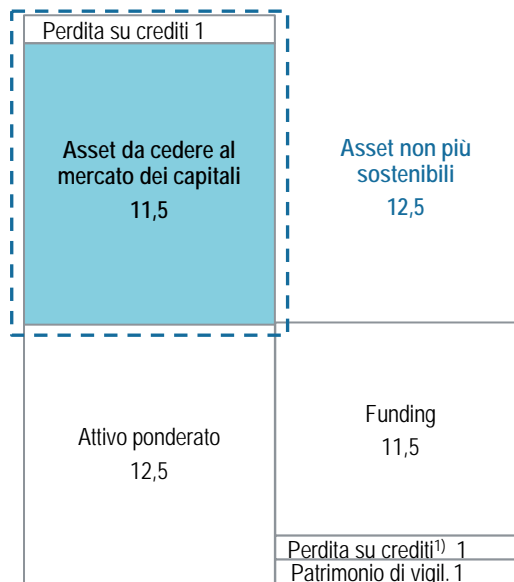 Perdita su crediti 1
Asset da cedere al
mercato dei capitali
11,5
Asset non più
sostenibili
12,5
Attivo ponderato
12,5
Funding
11,5
Perdita su crediti1) 1
Patrimonio di vigil. 1